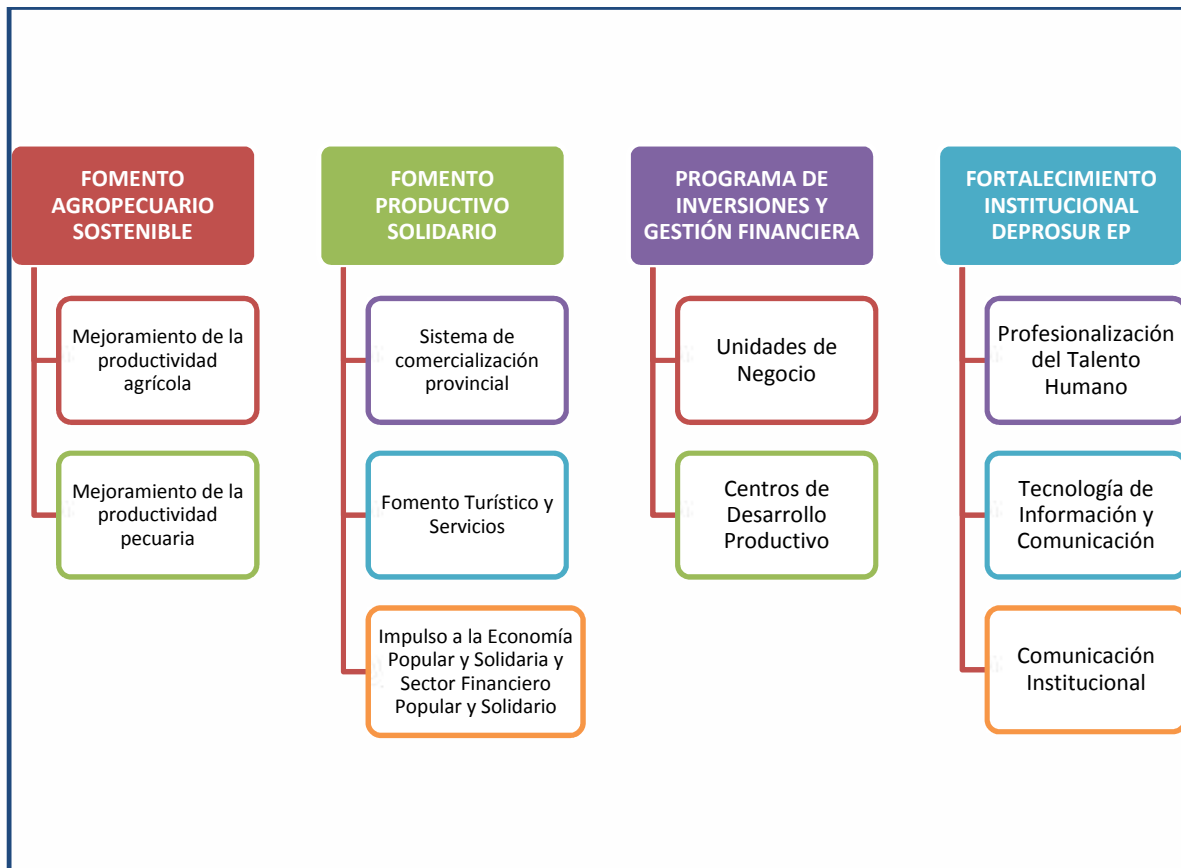 FOMENTO
AGROPECUARIO
SOSTENIBLE
Mejoramiento de la
productividad
agrícola
Mejoramiento de la
productividad
pecuaria
FOMENTO
PRODUCTIVO
SOLIDARIO
Sistema de
comercialización
provincial
Fomento Turístico y
Servicios
Impulso a la Economía
Popular y Solidaria y
Sector Financiero
Popular y Solidario
PROGRAMA DE
INVERSIONES Y
GESTIÓN FINANCIERA
Unidades de
Negocio
Centros de
Desarrollo
Productivo
FORTALECIMIENTO
INSTITUCIONAL
DEPROSUR EP
Profesionalización
del Talento
Humano
Tecnología de
Información y
Comunicación
Comunicación
Institucional